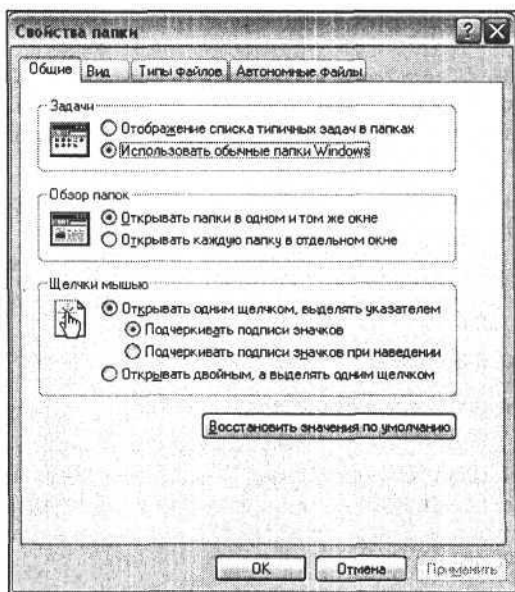 Свойства папки
Общие Вид Типы файлов Автономные файлы
Задачи
Отображение списка типичных задач в папках
Использовать обычные папки Windows
Обзор папок
Открывать папки в одном и том же окне
Открывать каждую папку в отдельном окне
Щелчки мышью
Открывать одним щелчком, выделять указателем
Подчеркивать подписи значков
Подчеркивать подписи значков при наведении
Открывать двойным, а выделять одним щелчком
Восстановить значения по умолчанию
ОК Отмена Применить